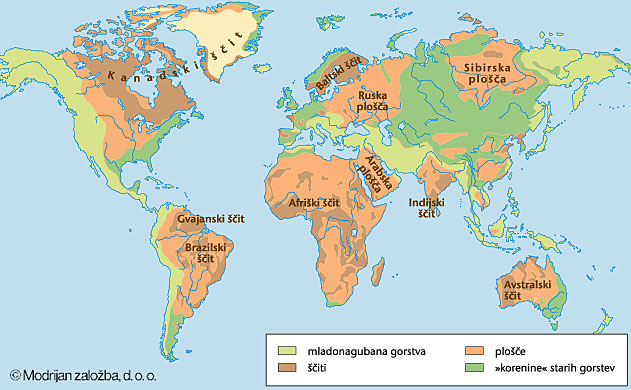 Kanadski ščit
Baltski ščit
Sibirska
plošča
Ruska
plošča
Arabska
plošča
Afriški ščit
Indijski
ščit
Gvajanski ščit
Brazilski
ščit
Avstralski
ščit
mladonagubana gorstva
plošče
ščiti
»korenine« starih gorstev
© Modrijan založba, d. o. o.